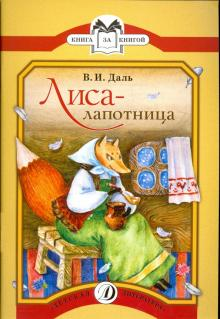 КНИГА ЗА КНИГОЙ
В. И. Даль
Лиса-
лапотница
Д
ДЕТСКАЯ ЛИТЕРАТУРА